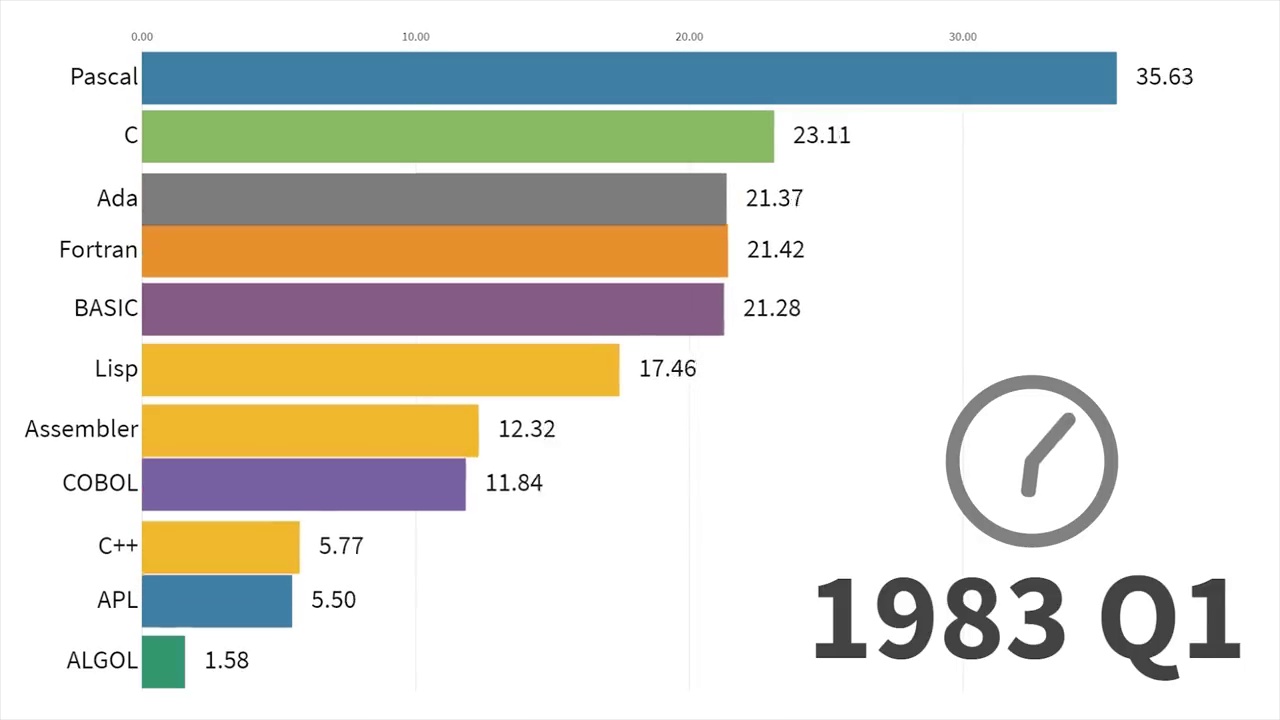 0.00 10.00 20.00 30.00
Pascal 35.63
C 23.11
Ada 21.37
Fortran 21.42
BASIC 21.28
Lisp 17.46
Assembler 12.32
COBOL 11.84
C++ 5.77
APL 5.50
ALGOL 1.58
1983 Q1